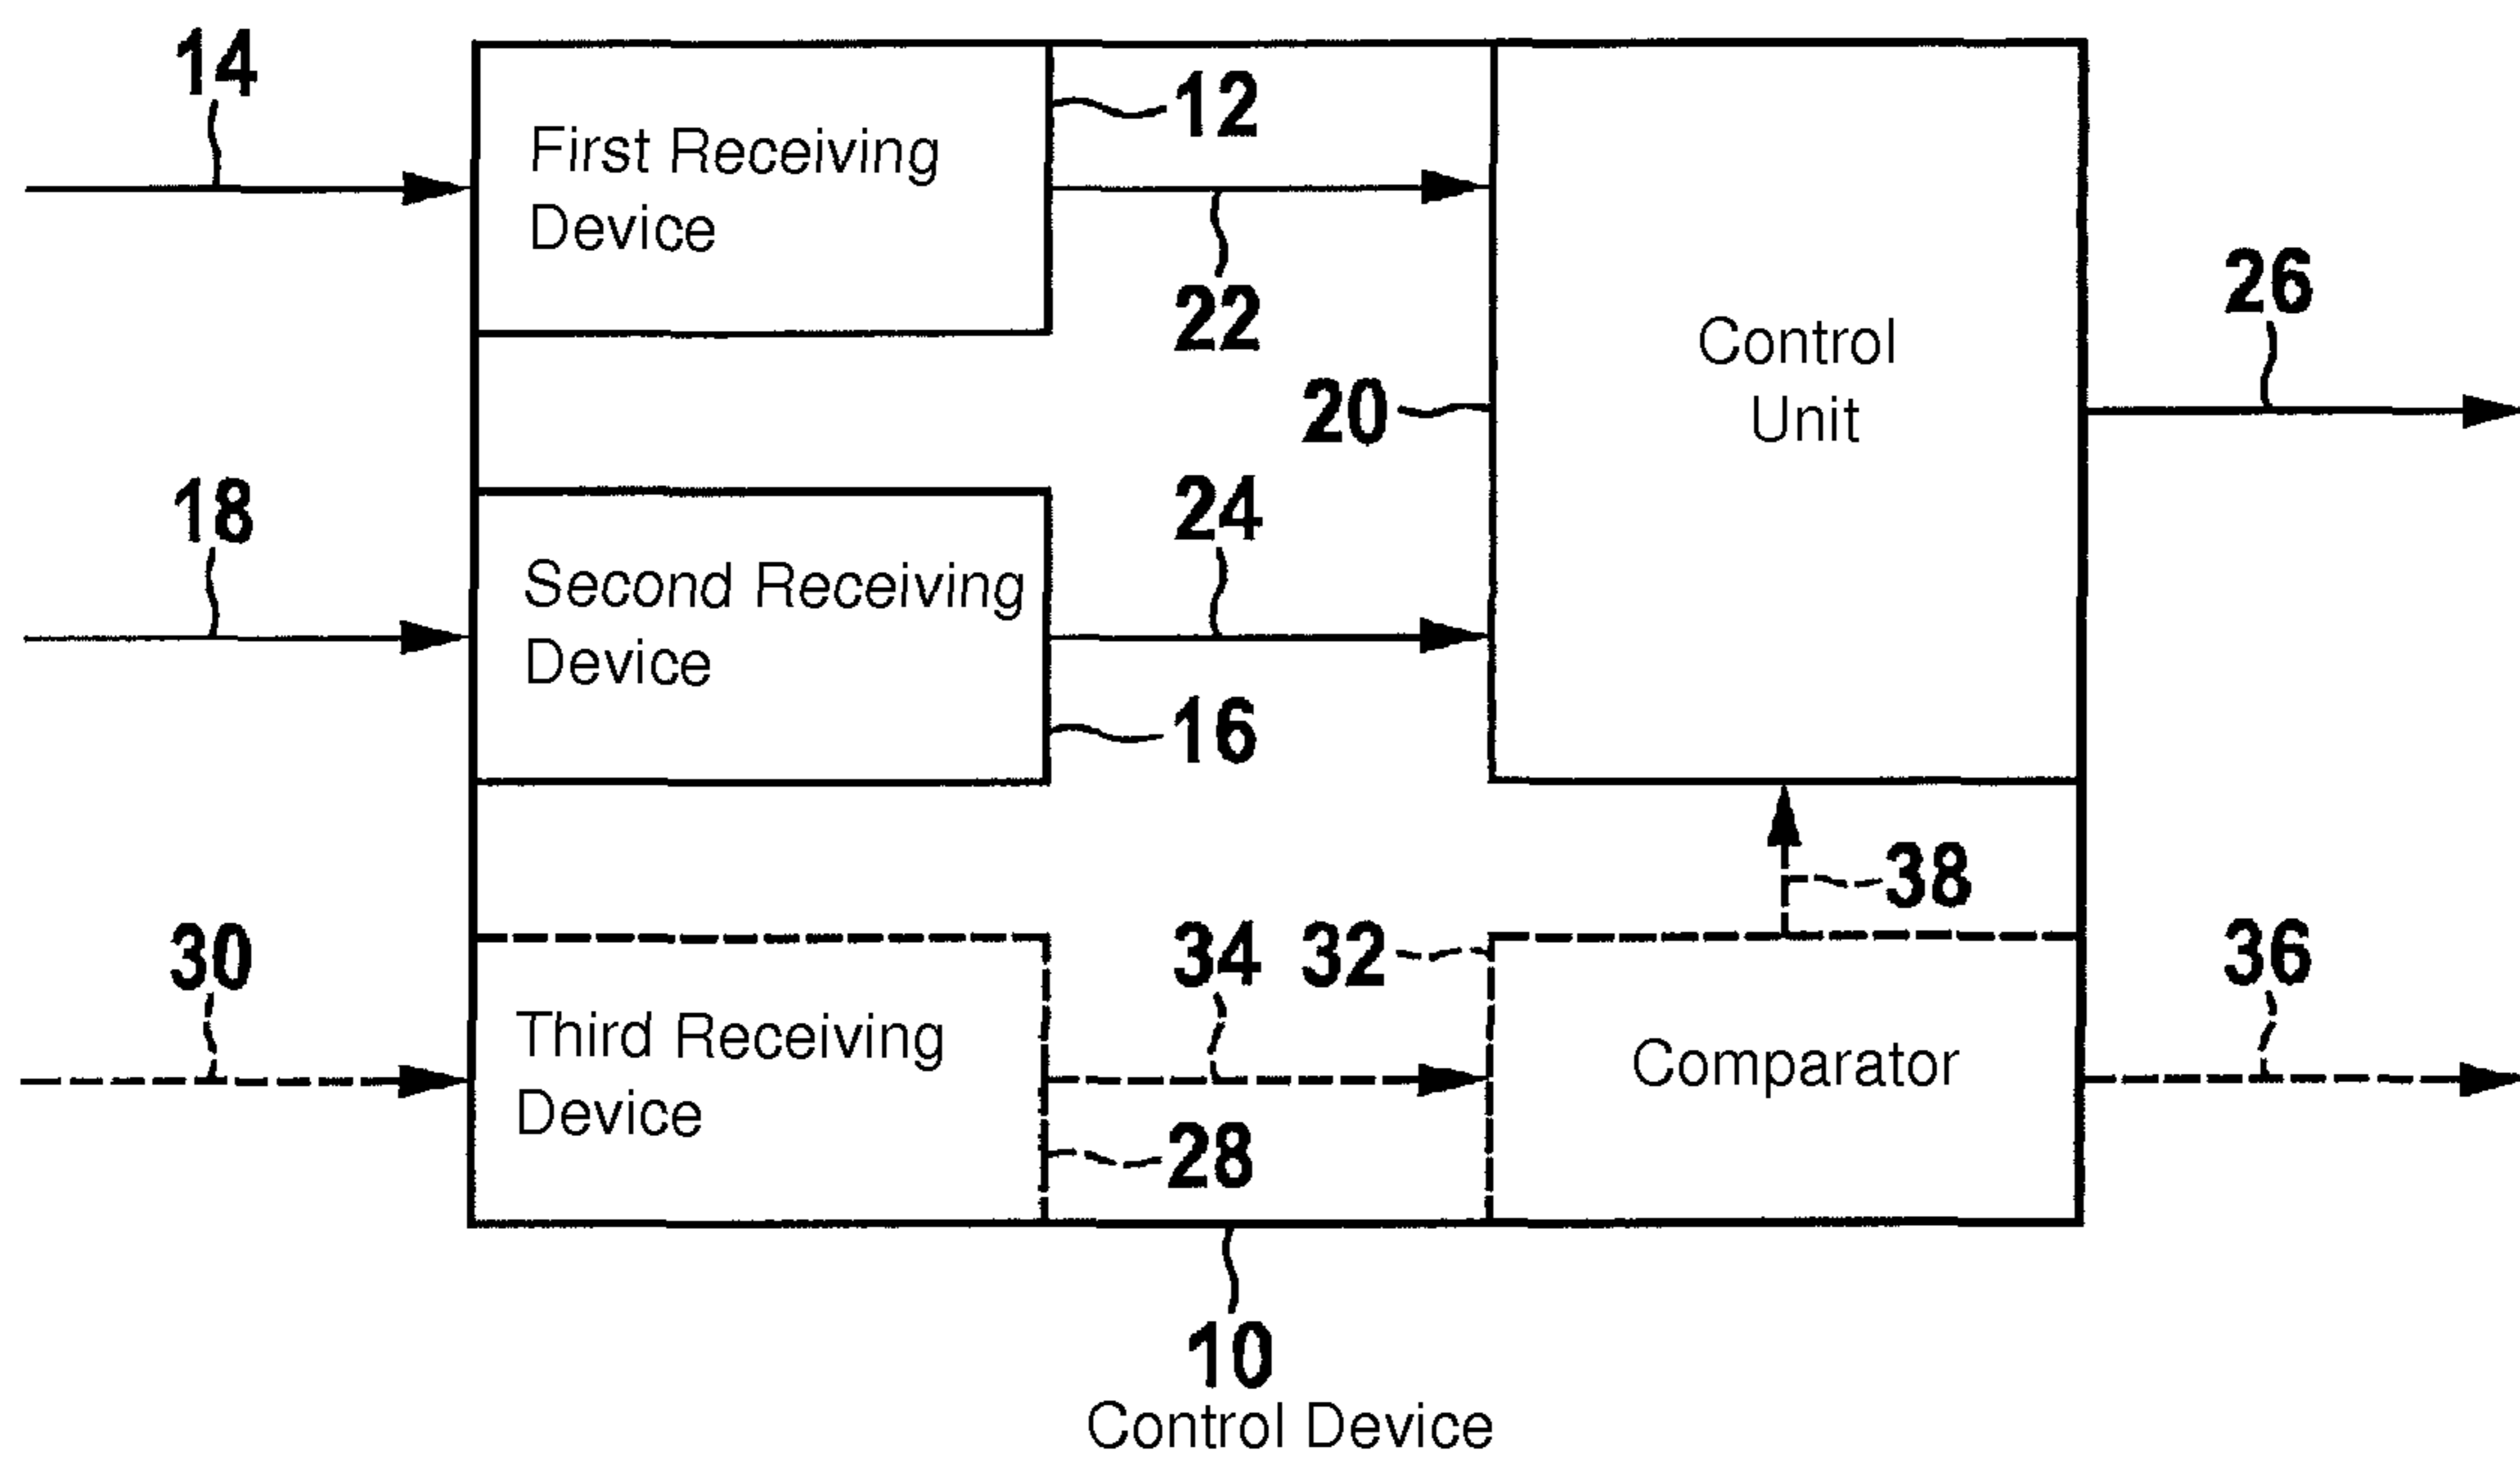 14
12
First Receiving
Device
22
26
Control
Unit
20
18
24
Second Receiving
Device
16
38
30
34
32
36
Third Receiving
Device
Comparator
28
10
Control Device